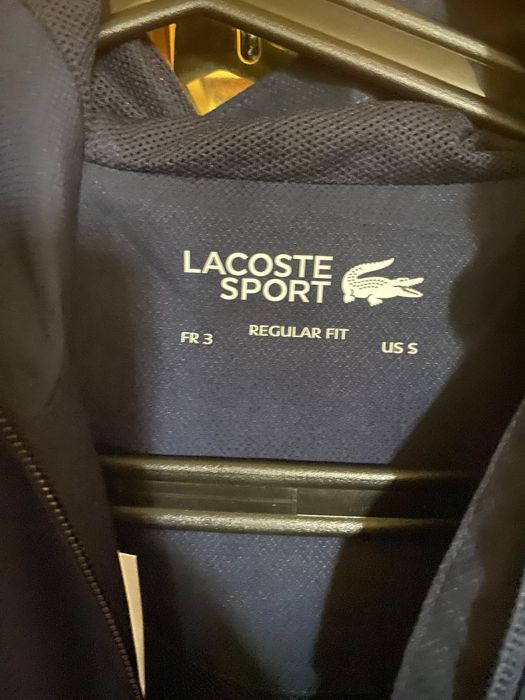 LACOSTE
SPORT
FR 3
REGULAR FIT
US S